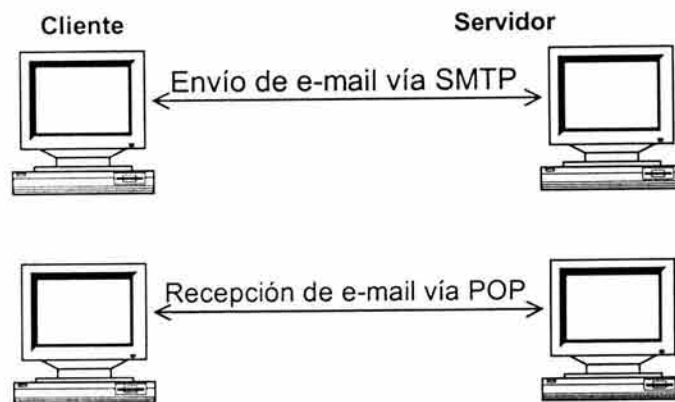 Cliente
Servidor
Envío de e-mail vía SMTP
Recepción de e-mail vía POP